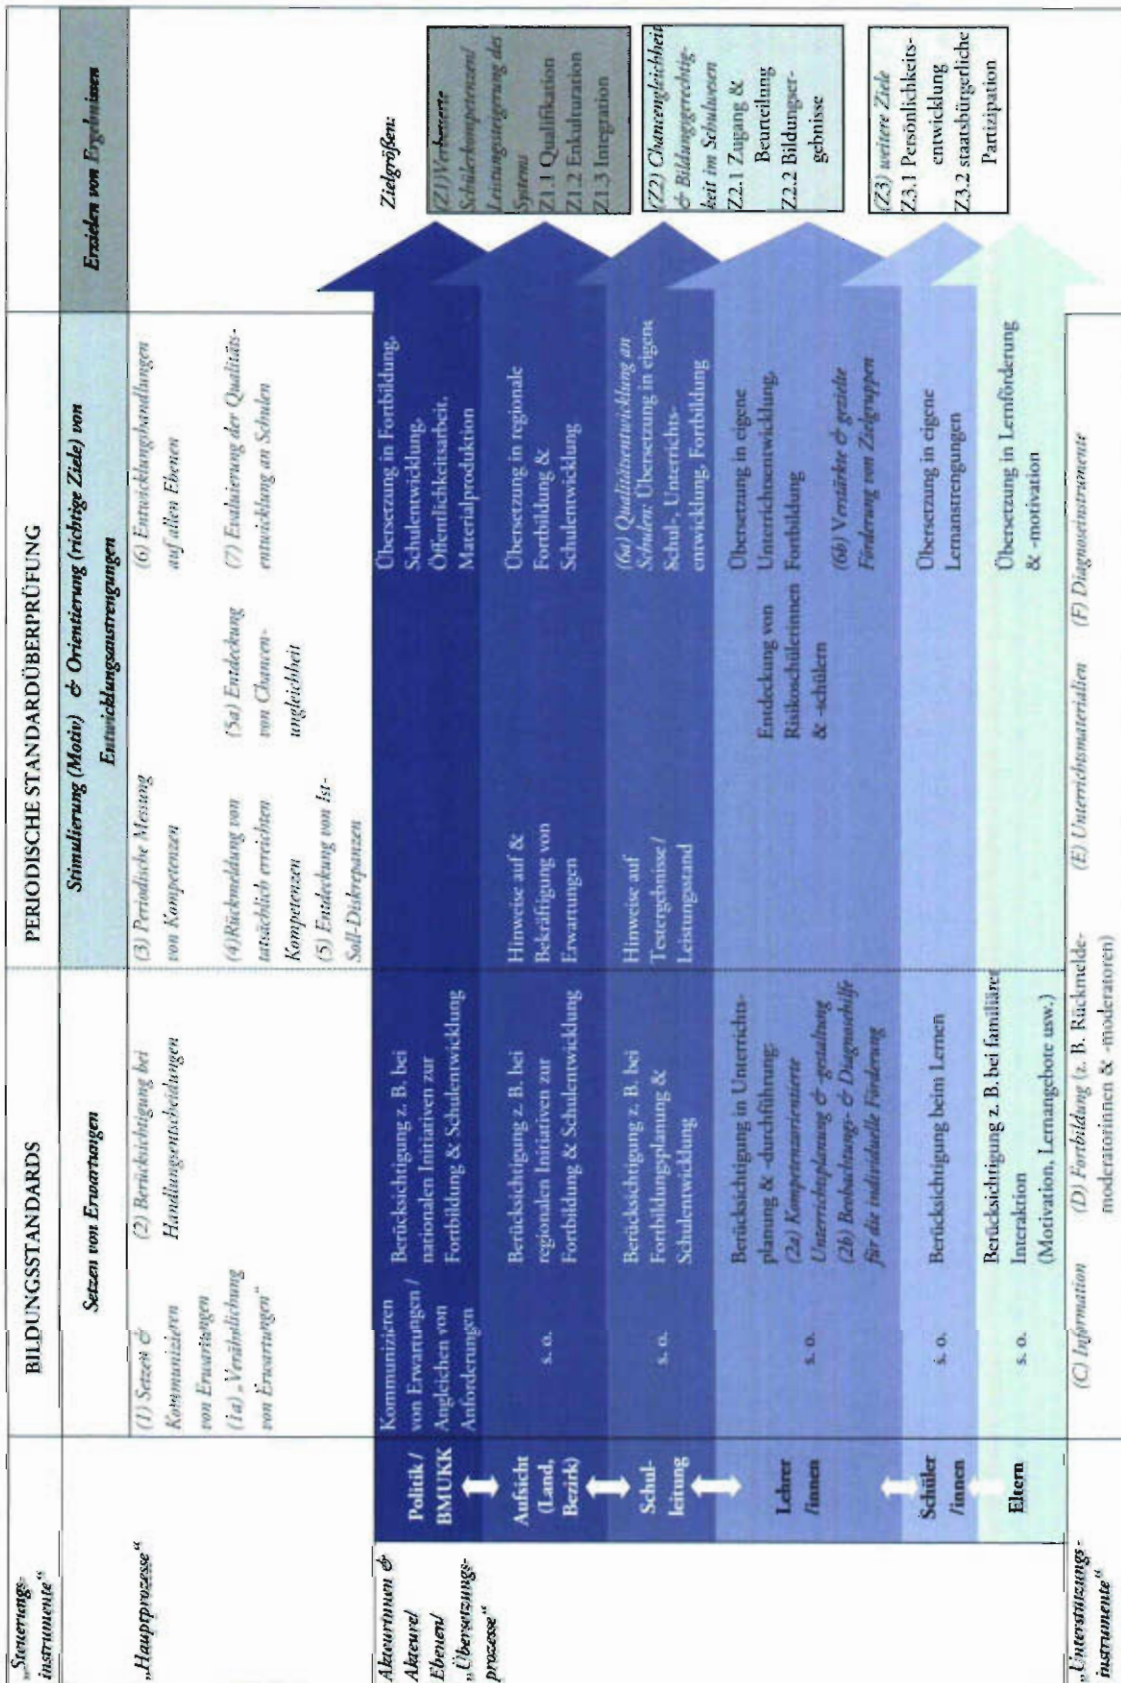 „Steuerungs-
instrumente“
BILDUNGSSTANDARDS
PERIODISCHE STANDARDÜBERPRÜFUNG
Setzen von Erwartungen
Stimulierung (Motiv) & Orientierung (richtige Ziele) von
Entwicklungsanstrengungen
Erzielen von Ergebnissen
„Hauptprozesse“
(1) Setzen &
Kommunizieren
von Erwartungen
(1a) „Verähnlichung
von Erwartungen“
(2) Berücksichtigung bei
Handlungsentscheidungen
(3) Periodische Messung
von Kompetenzen
(4)Rückmeldung von
tatsächlich erreichten
Kompetenzen
(5) Entdeckung von Ist-
Soll-Diskrepanzen
(5a) Entdeckung
von Chancen-
ungleichheit
(6) Entwicklungshandlungen
auf allen Ebenen
(7) Evaluierung der Qualitäts-
entwicklung an Schulen
Akteurinnen &
Akteure/
Ebenen/
„Übersetzungs-
prozesse“
Politik /
BMUKK
Kommunizieren
von Erwartungen /
Angleichen von
Anforderungen
Berücksichtigung z. B. bei
nationalen Initiativen zur
Fortbildung & Schulentwicklung
Übersetzung in Fortbildung,
Schulentwicklung,
Öffentlichkeitsarbeit,
Materialproduktion
Aufsicht
(Land,
Bezirk)
s. o.
Berücksichtigung z. B. bei
regionalen Initiativen zur
Fortbildung & Schulentwicklung
Hinweise auf &
Bekräftigung von
Erwartungen
Übersetzung in regionale
Fortbildung &
Schulentwicklung
Schul-
leitung
s. o.
Berücksichtigung z. B. bei
Fortbildungsplanung &
Schulentwicklung
Hinweise auf
Testergebnisse /
Leistungsstand
(6a) Qualitätsentwicklung an
Schulen: Übersetzung in eigene
Schul-, Unterrichts-
entwicklung, Fortbildung
Lehrer
/innen
s. o.
Berücksichtigung in Unterrichts-
planung & -durchführung:
(2a) Kompetenzorientierte
Unterrichtsplanung & -gestaltung
(2b) Beobachtungs- & Diagnosehilfe
für die individuelle Förderung
Entdeckung von
Risikoschülerinnen
& -schülern
Übersetzung in eigene
Unterrichtsentwicklung,
Fortbildung
(6b) Verstärkte & gezielte
Förderung von Zielgruppen
Schüler
/innen
s. o.
Berücksichtigung beim Lernen
Übersetzung in eigene
Lernanstrengungen
Eltern
s. o.
Berücksichtigung z. B. bei familiärer
Interaktion
(Motivation, Lernangebote usw.)
Übersetzung in Lernförderung
& -motivation
Zielgrößen:
(Z1) Verbesserte
Schülerkompetenzen/
Leistungssteigerung des
Systems
Z1.1 Qualifikation
Z1.2 Enkulturation
Z1.3 Integration
(Z2) Chancengleichheit
& Bildungsgerechtig-
keit im Schulwesen
Z2.1 Zugang &
Beurteilung
Z2.2 Bildungser-
gebnisse
(Z3) weitere Ziele
Z3.1 Persönlichkeits-
entwicklung
Z3.2 staatsbürgerliche
Partizipation
„Unterstützungs-
instrumente“
(C) Information
(D) Fortbildung (z. B. Rückmelde-
moderatorinnen & -moderatoren)
(E) Unterrichtsmaterialien
(F) Diagnoseinstrumente